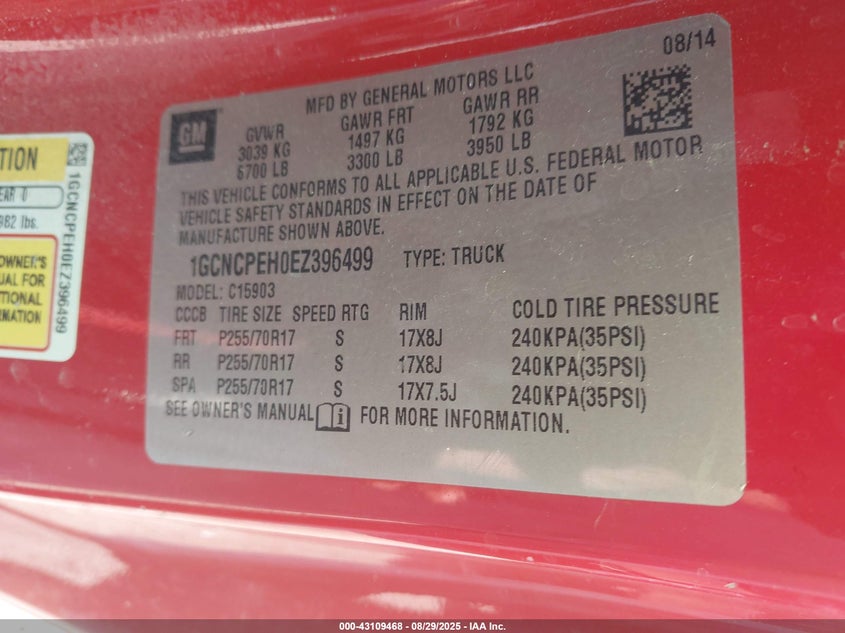 08/14
GM
MFD BY GENERAL MOTORS LLC
GVWR GAWR FRT GAWR RR
3039 KG 1497 KG 1792 KG
6700 LB 3300 LB 3950 LB
THIS VEHICLE CONFORMS TO ALL APPLICABLE U.S. FEDERAL MOTOR
VEHICLE SAFETY STANDARDS IN EFFECT ON THE DATE OF
MANUFACTURE SHOWN ABOVE.
1GCNCPEH0EZ396499 TYPE: TRUCK
MODEL: C15903
CCCB TIRE SIZE SPEED RTG RIM COLD TIRE PRESSURE
FRT P255/70R17 S 17X8J 240KPA(35PSI)
RR P255/70R17 S 17X8J 240KPA(35PSI)
SPA P255/70R17 S 17X7.5J 240KPA(35PSI)
SEE OWNER'S MANUAL FOR MORE INFORMATION.
EAR 0
982 lbs.
OWNER'S
FOR
1GCNCPEH0EZ396499
000-43109468 - 08/29/2025 - IAA Inc.